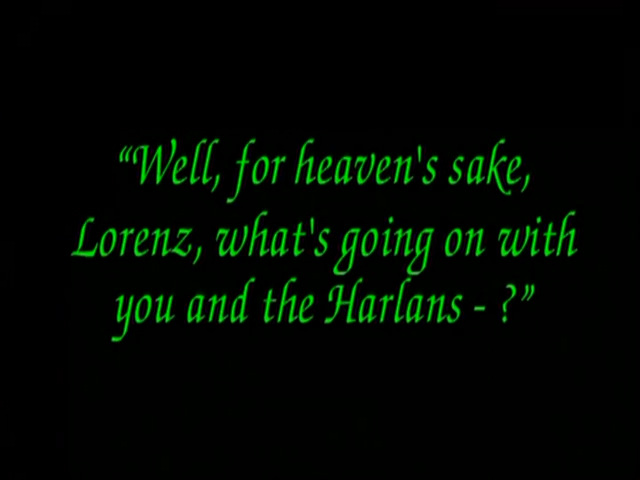 “Well, for heaven's sake,
Lorenz, what's going on with
you and the Harlans - ?”